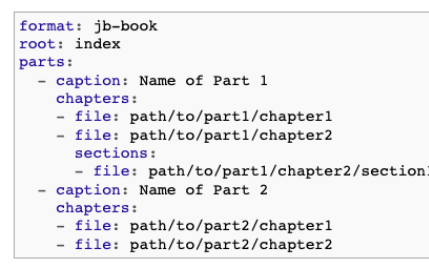 format: jb-book
root: index
parts:
  - caption: Name of Part 1
    chapters:
    - file: path/to/part1/chapter1
    - file: path/to/part1/chapter2
      sections:
      - file: path/to/part1/chapter2/section1
  - caption: Name of Part 2
    chapters:
    - file: path/to/part2/chapter1
    - file: path/to/part2/chapter2